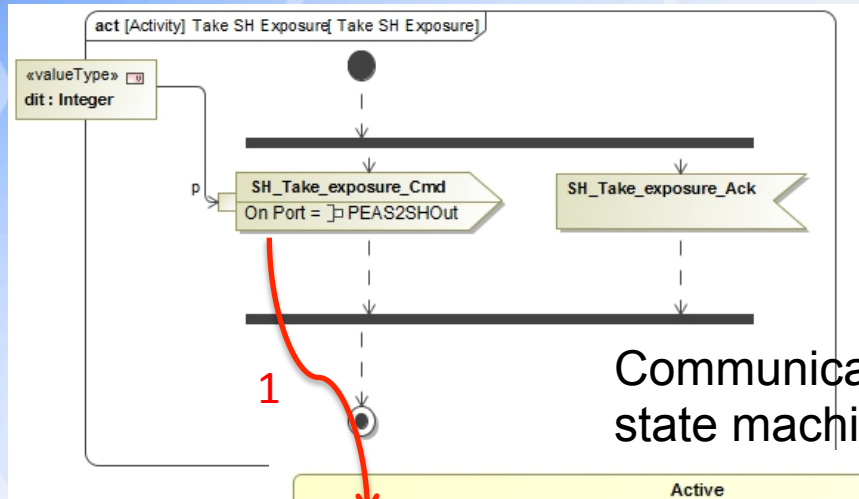 act [Activity] Take SH Exposure[ Take SH Exposure]
«valueType»
dit : Integer
p
SH_Take_exposure_Cmd
On Port = PEAS2SHOut
SH_Take_exposure_Ack
1
Communica
state machi
Active